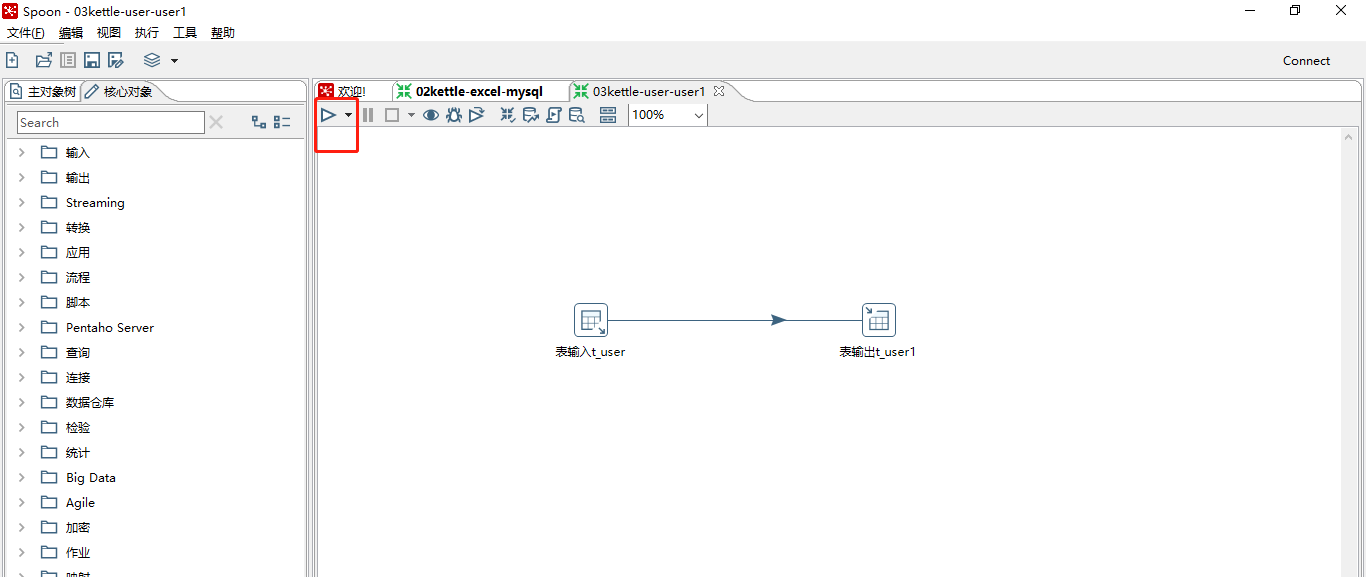 Spoon - 03kettle-user-user1
文件(F) 编辑 视图 执行 工具 帮助
Connect
主对象树 核心对象
欢迎! 02kettle-excel-mysql 03kettle-user-user1
Search
100%
输入
输出
Streaming
转换
应用
流程
脚本
Pentaho Server
查询
连接
数据仓库
检验
统计
Big Data
Agile
加密
作业
映射
表输入t_user
表输出t_user1